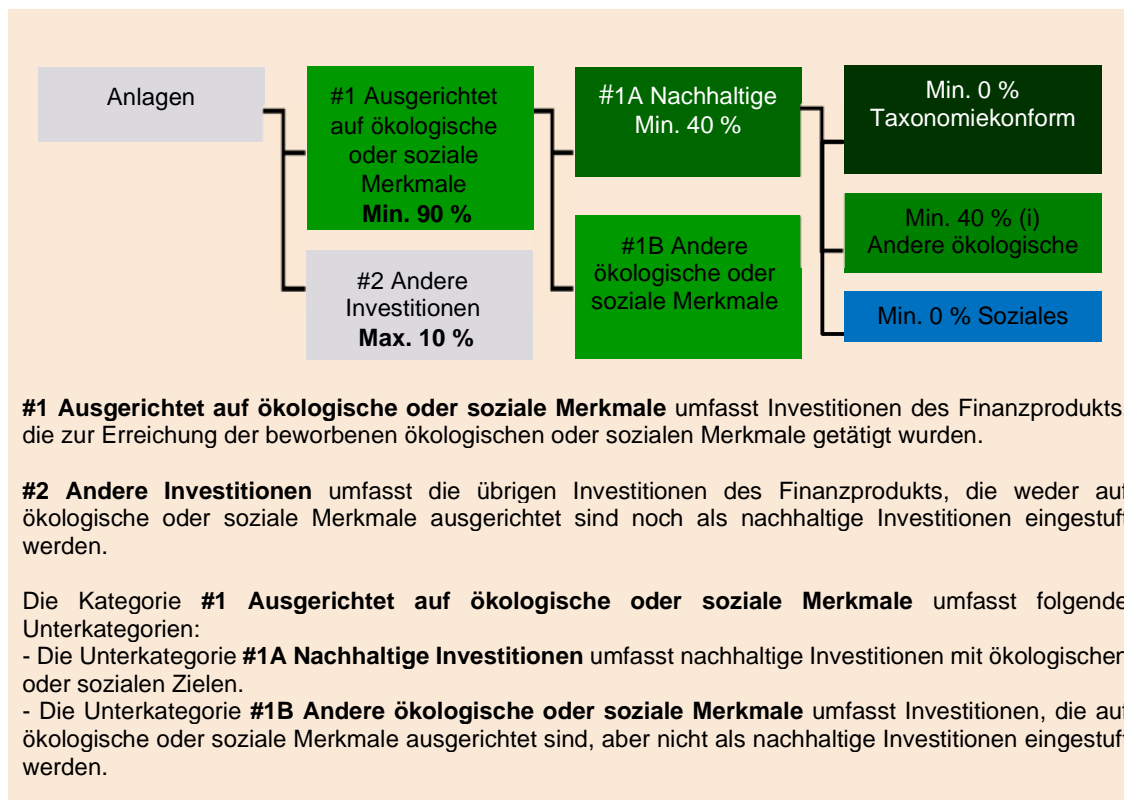 Anlagen
#1 Ausgerichtet
auf ökologische
oder soziale
Merkmale
Min. 90 %
#2 Andere
Investitionen
Max. 10 %
#1A Nachhaltige
Min. 40 %
#1B Andere
ökologische oder
soziale Merkmale
Min. 0 %
Taxonomiekonform
Min. 40 % (i)
Andere ökologische
Min. 0 % Soziales
#1 Ausgerichtet auf ökologische oder soziale Merkmale umfasst Investitionen des Finanzprodukts,
die zur Erreichung der beworbenen ökologischen oder sozialen Merkmale getätigt wurden.
#2 Andere Investitionen umfasst die übrigen Investitionen des Finanzprodukts, die weder auf
ökologische oder soziale Merkmale ausgerichtet sind noch als nachhaltige Investitionen eingestuft
werden.
Die Kategorie #1 Ausgerichtet auf ökologische oder soziale Merkmale umfasst folgende
Unterkategorien:
- Die Unterkategorie #1A Nachhaltige Investitionen umfasst nachhaltige Investitionen mit ökologischen
oder sozialen Zielen.
- Die Unterkategorie #1B Andere ökologische oder soziale Merkmale umfasst Investitionen, die auf
ökologische oder soziale Merkmale ausgerichtet sind, aber nicht als nachhaltige Investitionen eingestuft
werden.